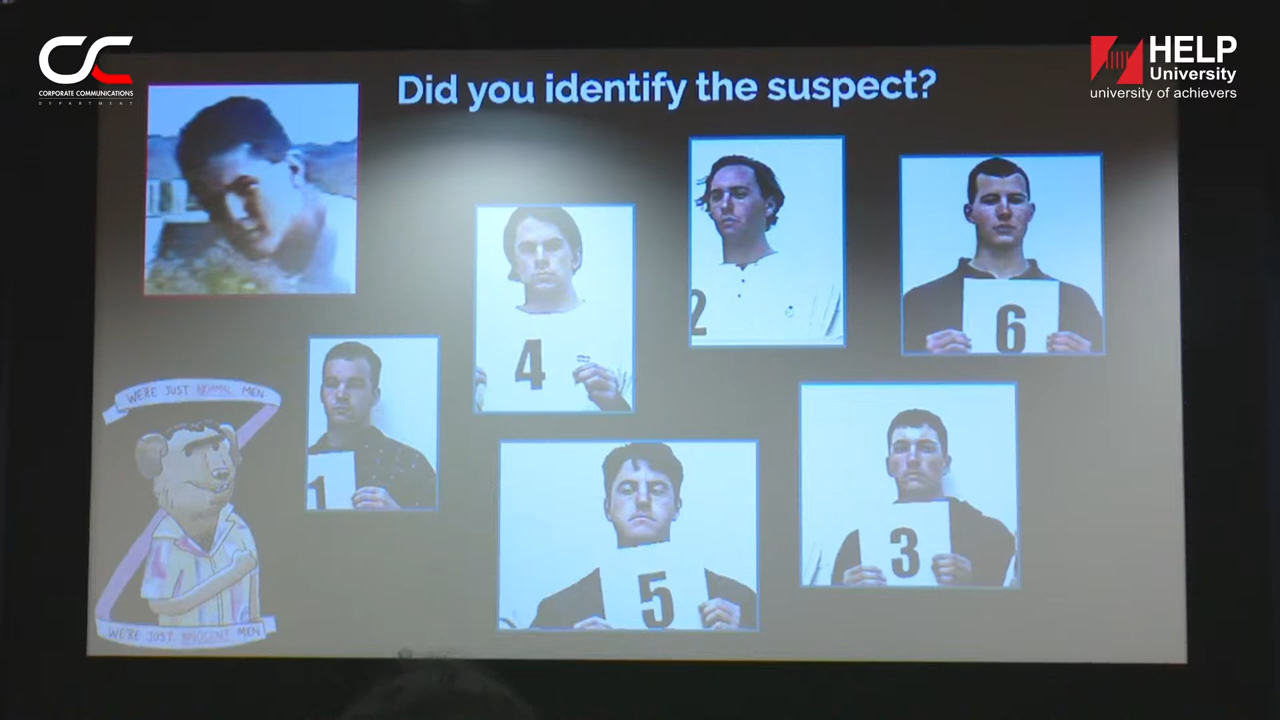 CC
CORPORATE COMMUNICATIONS
DEPARTMENT
HELP
University
university of achievers
Did you identify the suspect?
2
6
4
1
5
3
WE'RE JUST NORMAL MEN
WE'RE JUST INNOCENT MEN